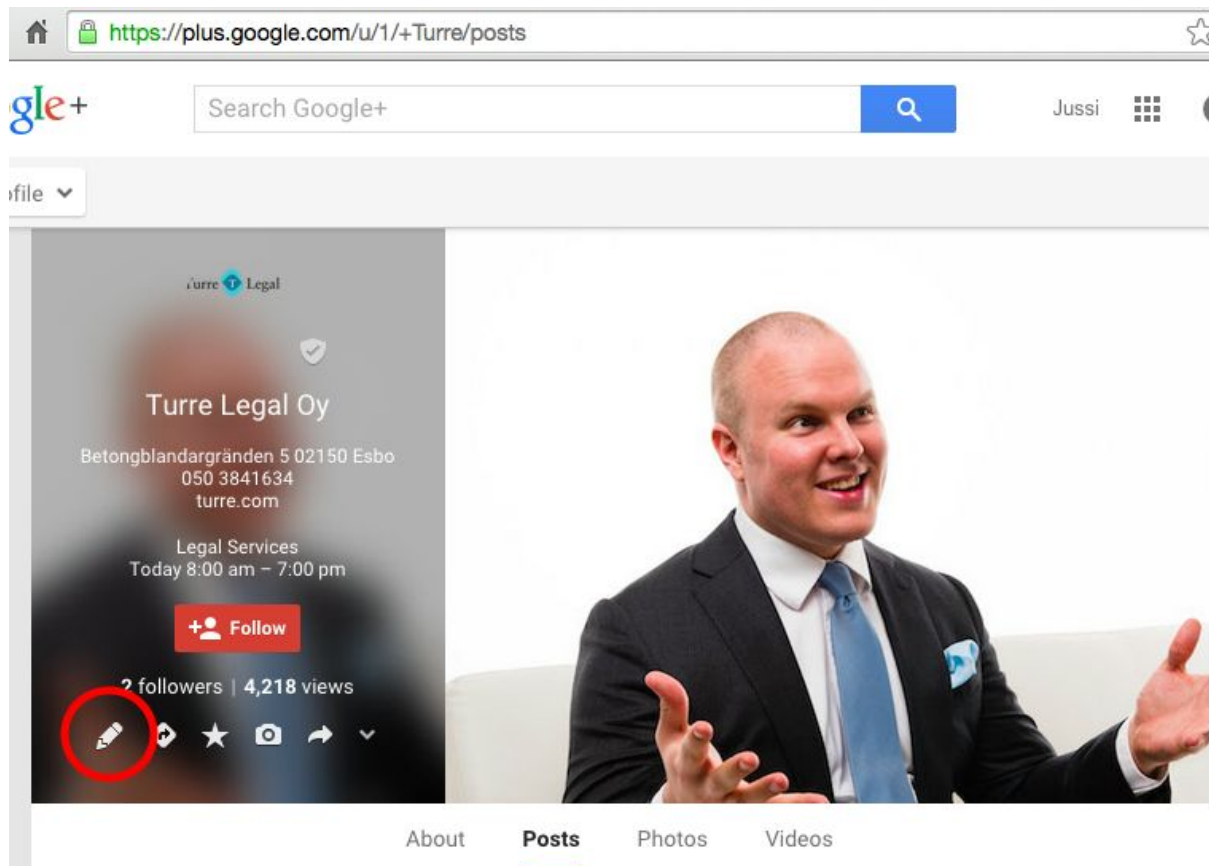 https://plus.google.com/u/1/+Turre/posts
gle+
Search Google+
Jussi
ofile
Turre T Legal
Turre Legal Oy
Betongblandargränden 5 02150 Esbo
050 3841634
turre.com
Legal Services
Today 8:00 am – 7:00 pm
Follow
2 followers | 4,218 views
About Posts Photos Videos